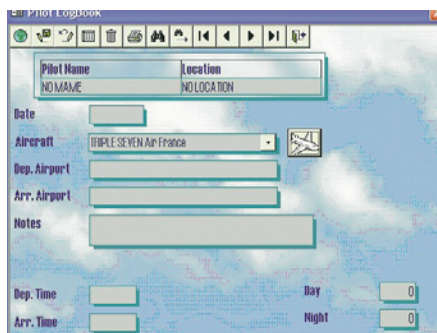 Pilot LogBook
Pilot Name Location
NO MAME NO LOCATION
Date
Aircraft TRIPLE SEVEN Air France
Dep. Airport
Arr. Airport
Notes
Dep. Time Day 0
Arr. Time Night 0